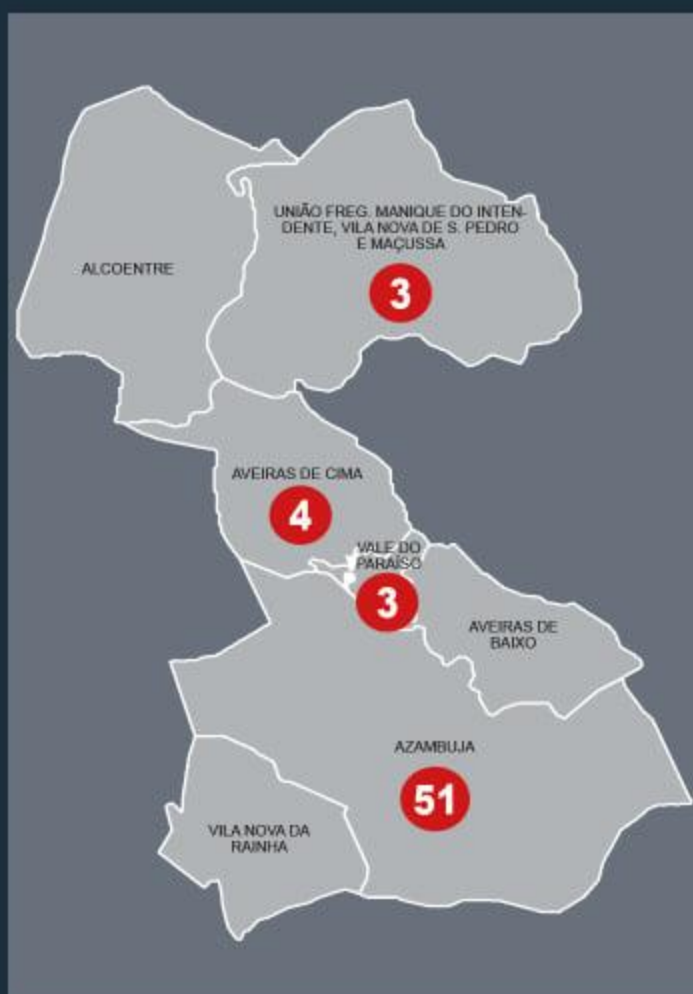 UNIÃO FREG. MANIQUE DO INTEN-
DENTE, VILA NOVA DE S. PEDRO
E MAÇUSSA
ALCOENTRE
3
AVEIRAS DE CIMA
4
VALE DO
PARAÍSO
3
AVEIRAS DE
BAIXO
AZAMBUJA
51
VILA NOVA DA
RAINHA